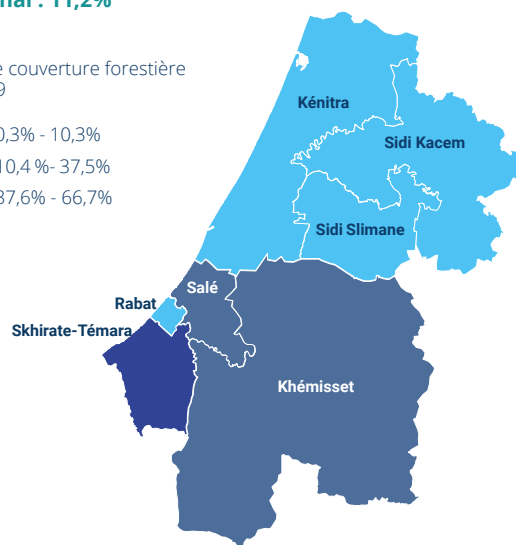 : 11,2%
couverture forestière
9
0,3% - 10,3%
10,4 %- 37,5%
37,6% - 66,7%
Kénitra
Sidi Kacem
Sidi Slimane
Salé
Rabat
Skhirate-Témara
Khémisset